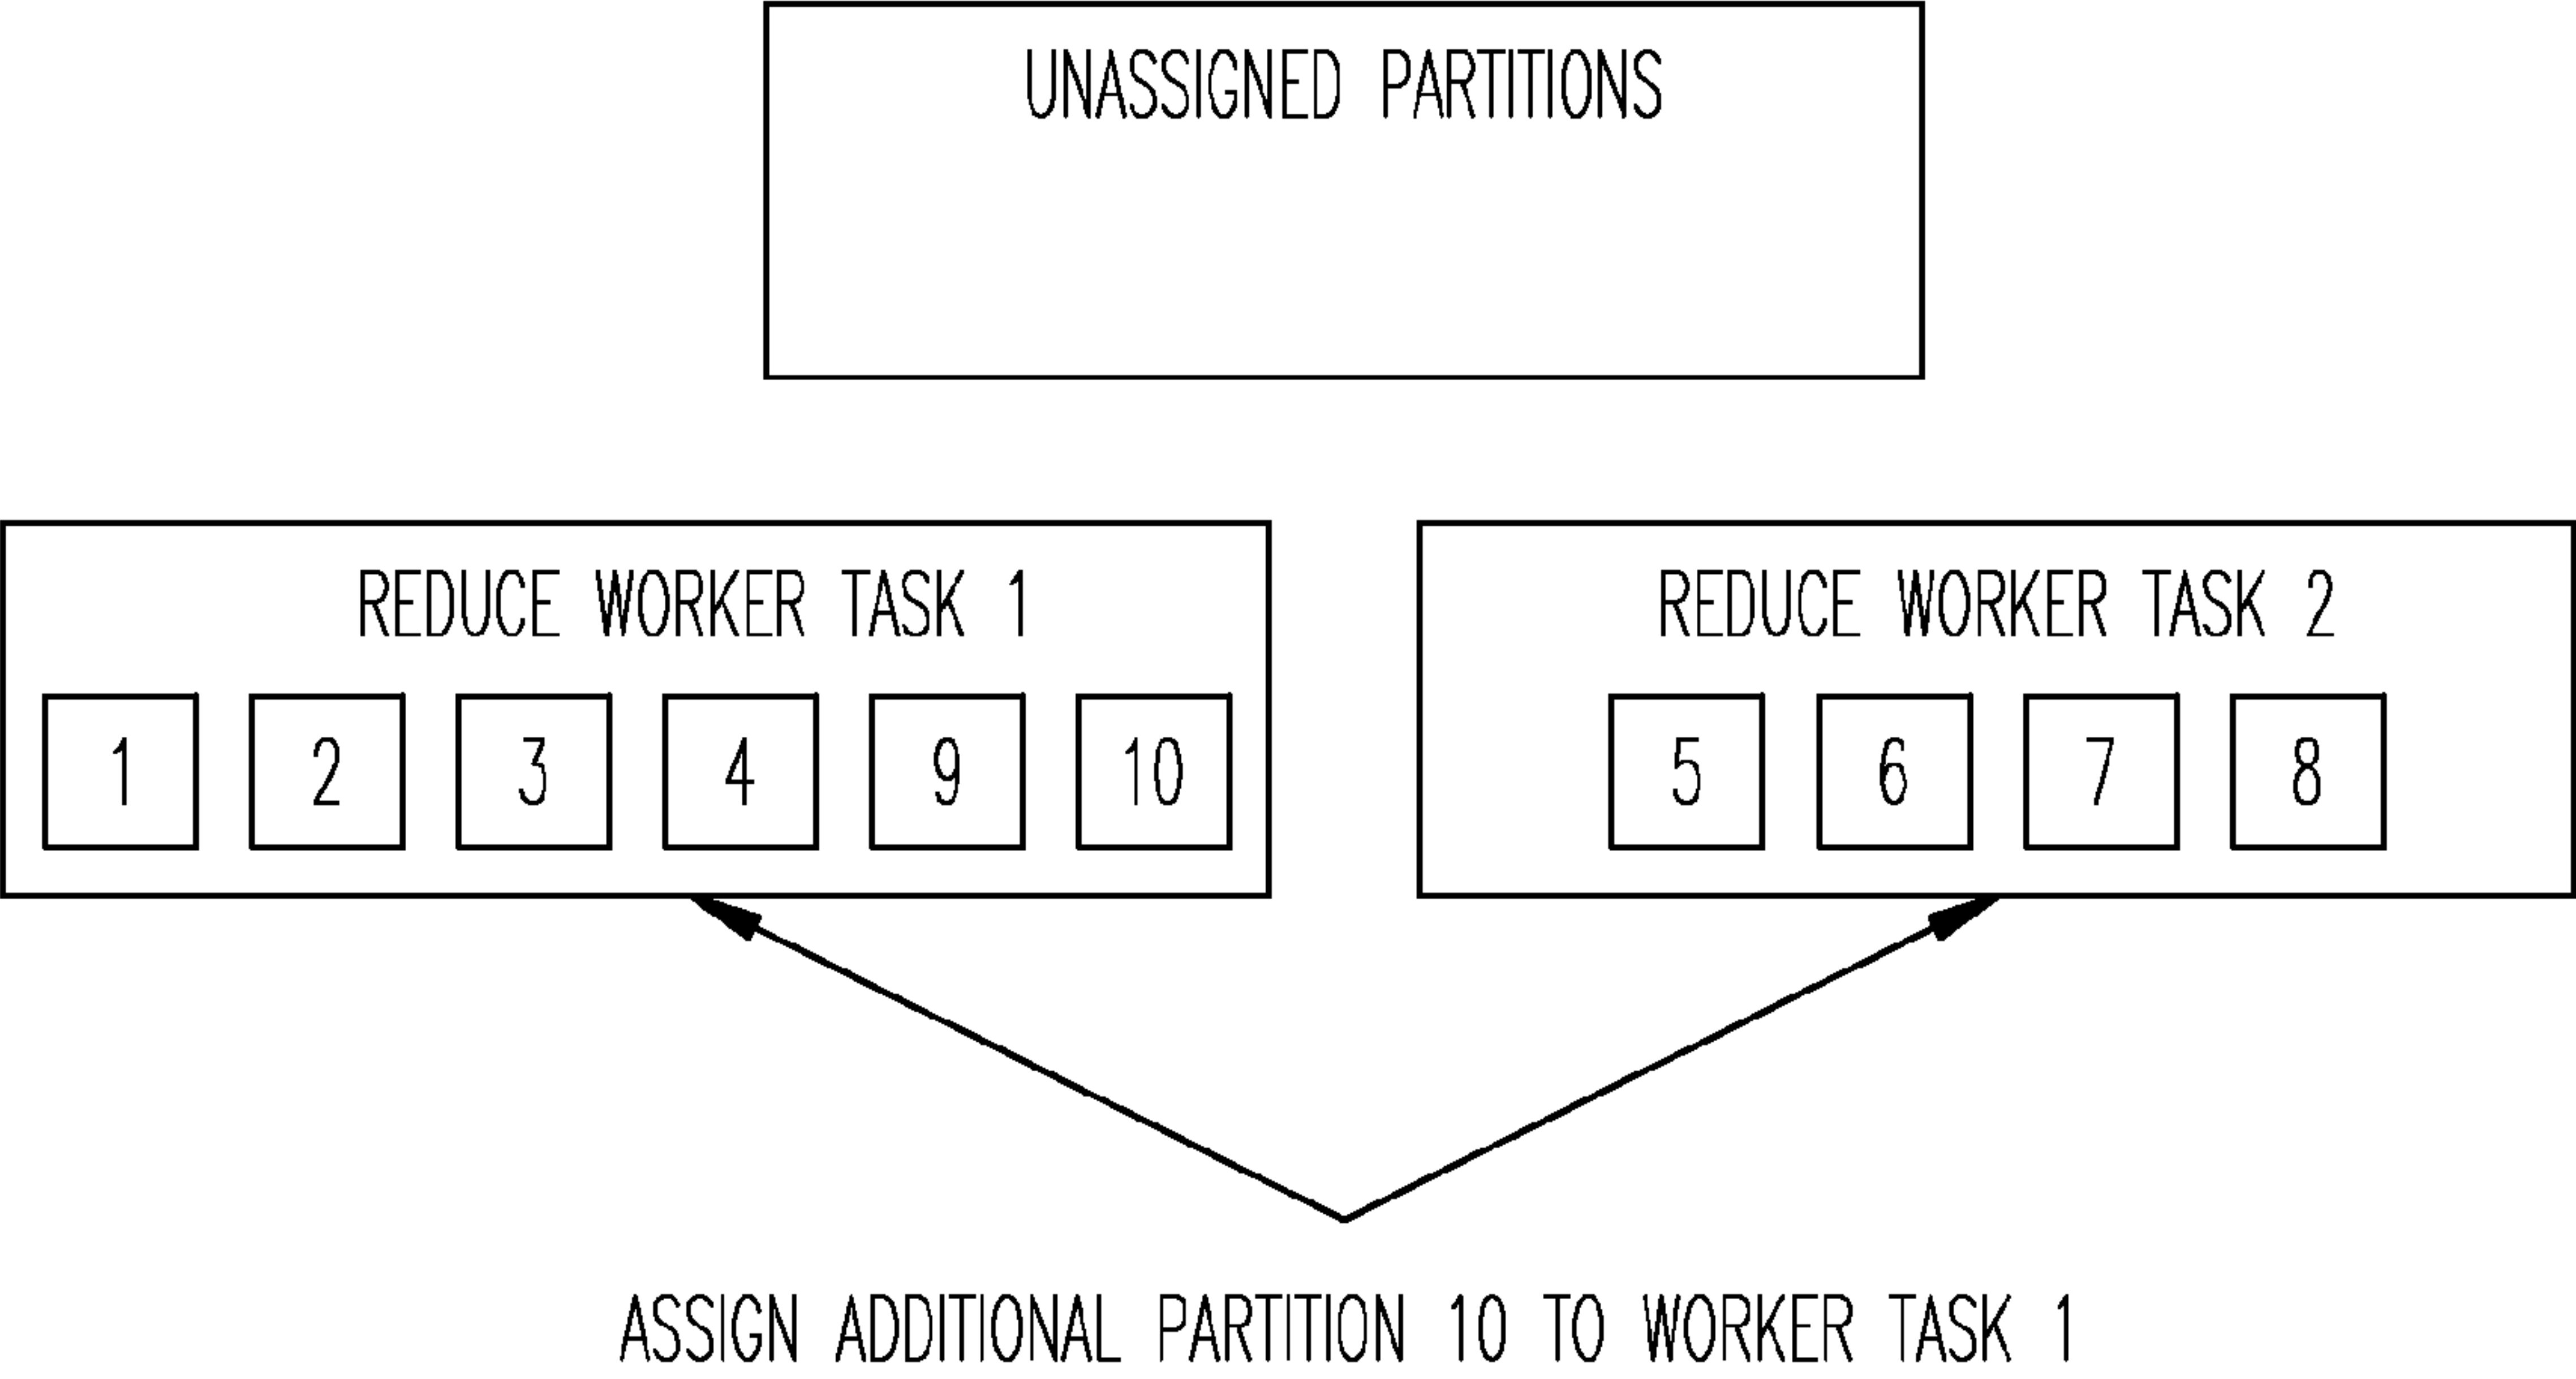 UNASSIGNED PARTITIONS
REDUCE WORKER TASK 1
1 2 3 4 9 10
REDUCE WORKER TASK 2
5 6 7 8
ASSIGN ADDITIONAL PARTITION 10 TO WORKER TASK 1